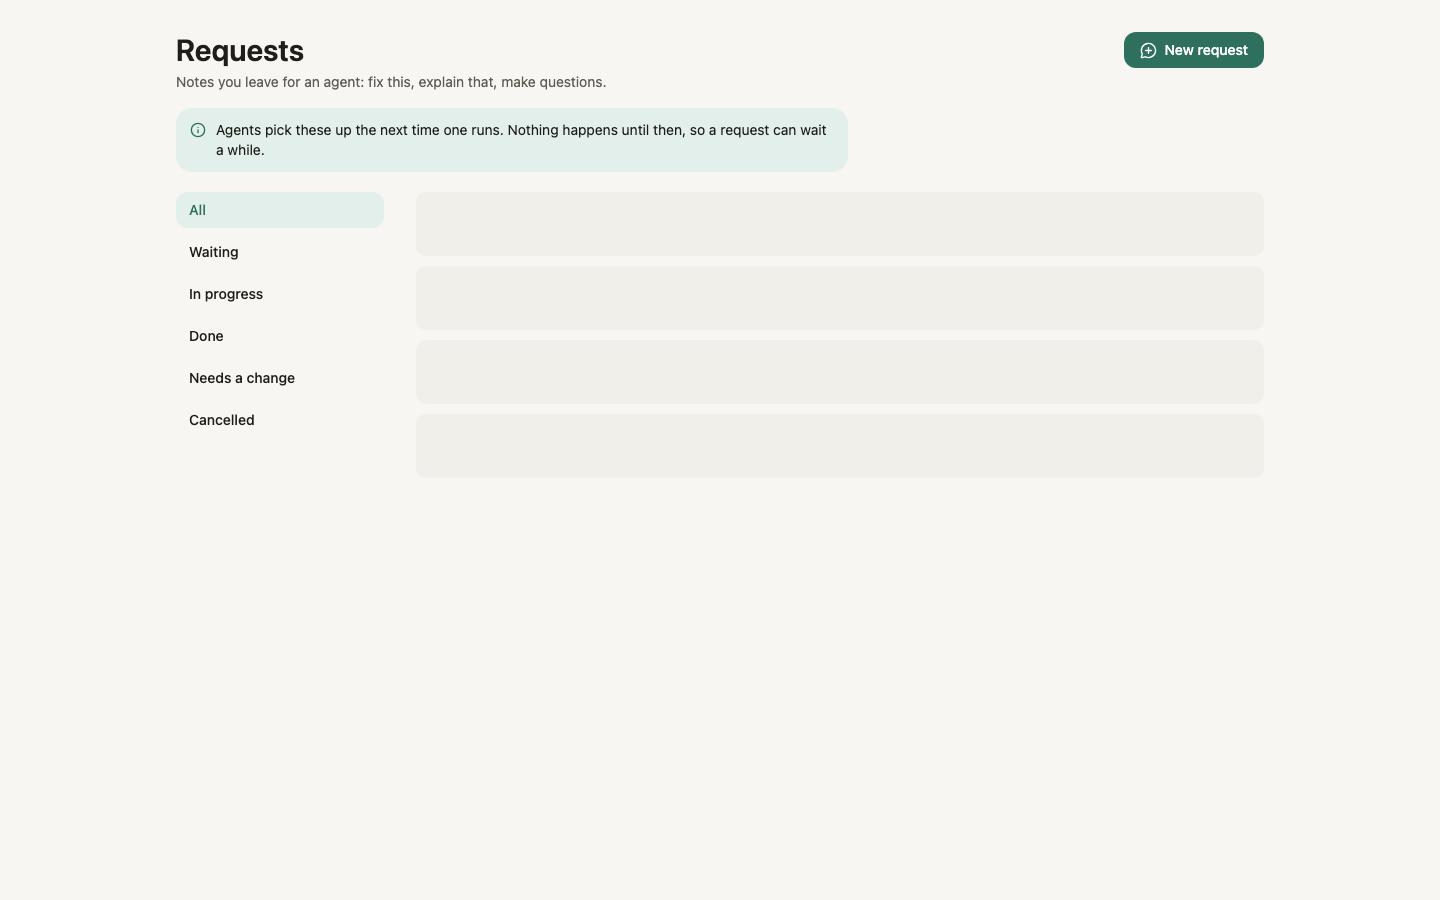 Requests
New request
Notes you leave for an agent: fix this, explain that, make questions.
Agents pick these up the next time one runs. Nothing happens until then, so a request can wait
a while.
All
Waiting
In progress
Done
Needs a change
Cancelled